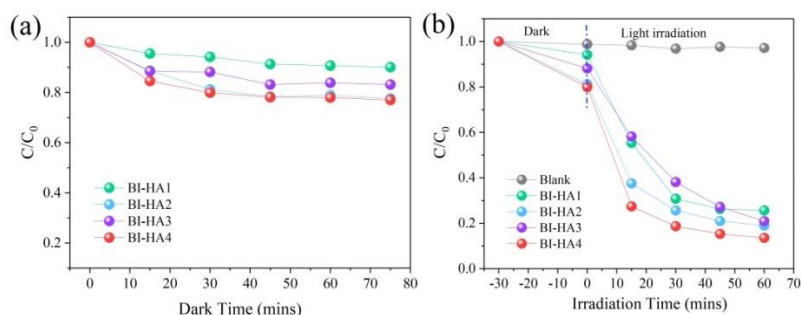 (a)
1.0
0.8
0.6
0.4
0.2
C/C₀
BI-HA1
BI-HA2
BI-HA3
BI-HA4
0 10 20 30 40 50 60 70 80
Dark Time (mins)
(b)
Dark Light irradiation
1.0
0.8
0.6
0.4
0.2
0.0
C/C₀
Blank
BI-HA1
BI-HA2
BI-HA3
BI-HA4
-30 -20 -10 0 10 20 30 40 50 60 70
Irradiation Time (mins)